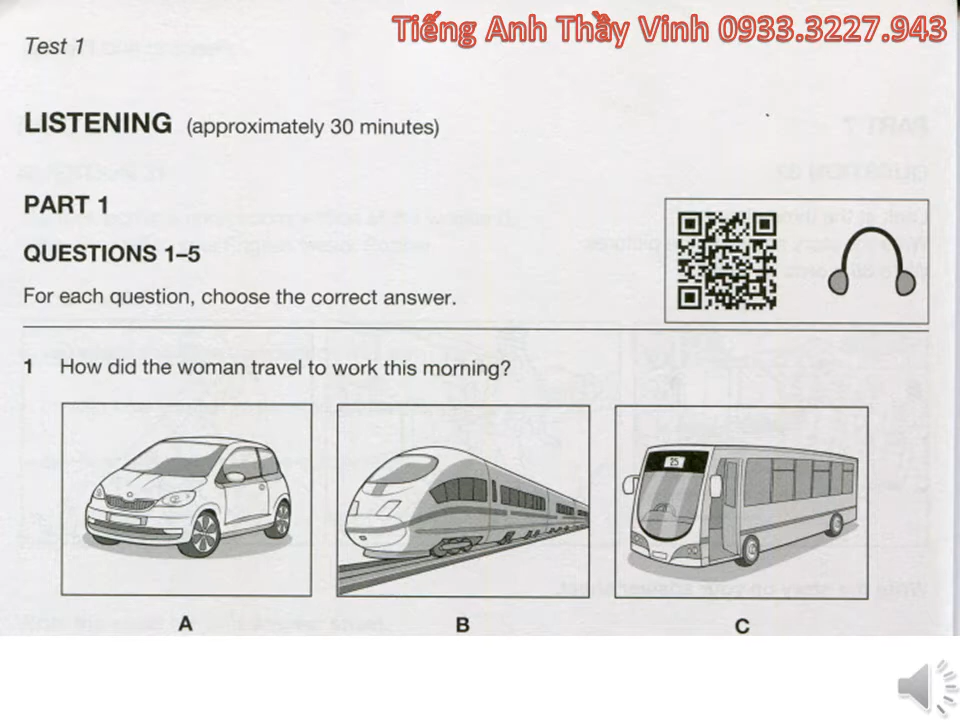 Tiếng Anh Thầy Vinh 0933.3227.943
Test 1
LISTENING (approximately 30 minutes)
PART 1
QUESTIONS 1–5
For each question, choose the correct answer.
1 How did the woman travel to work this morning?
25
A B C